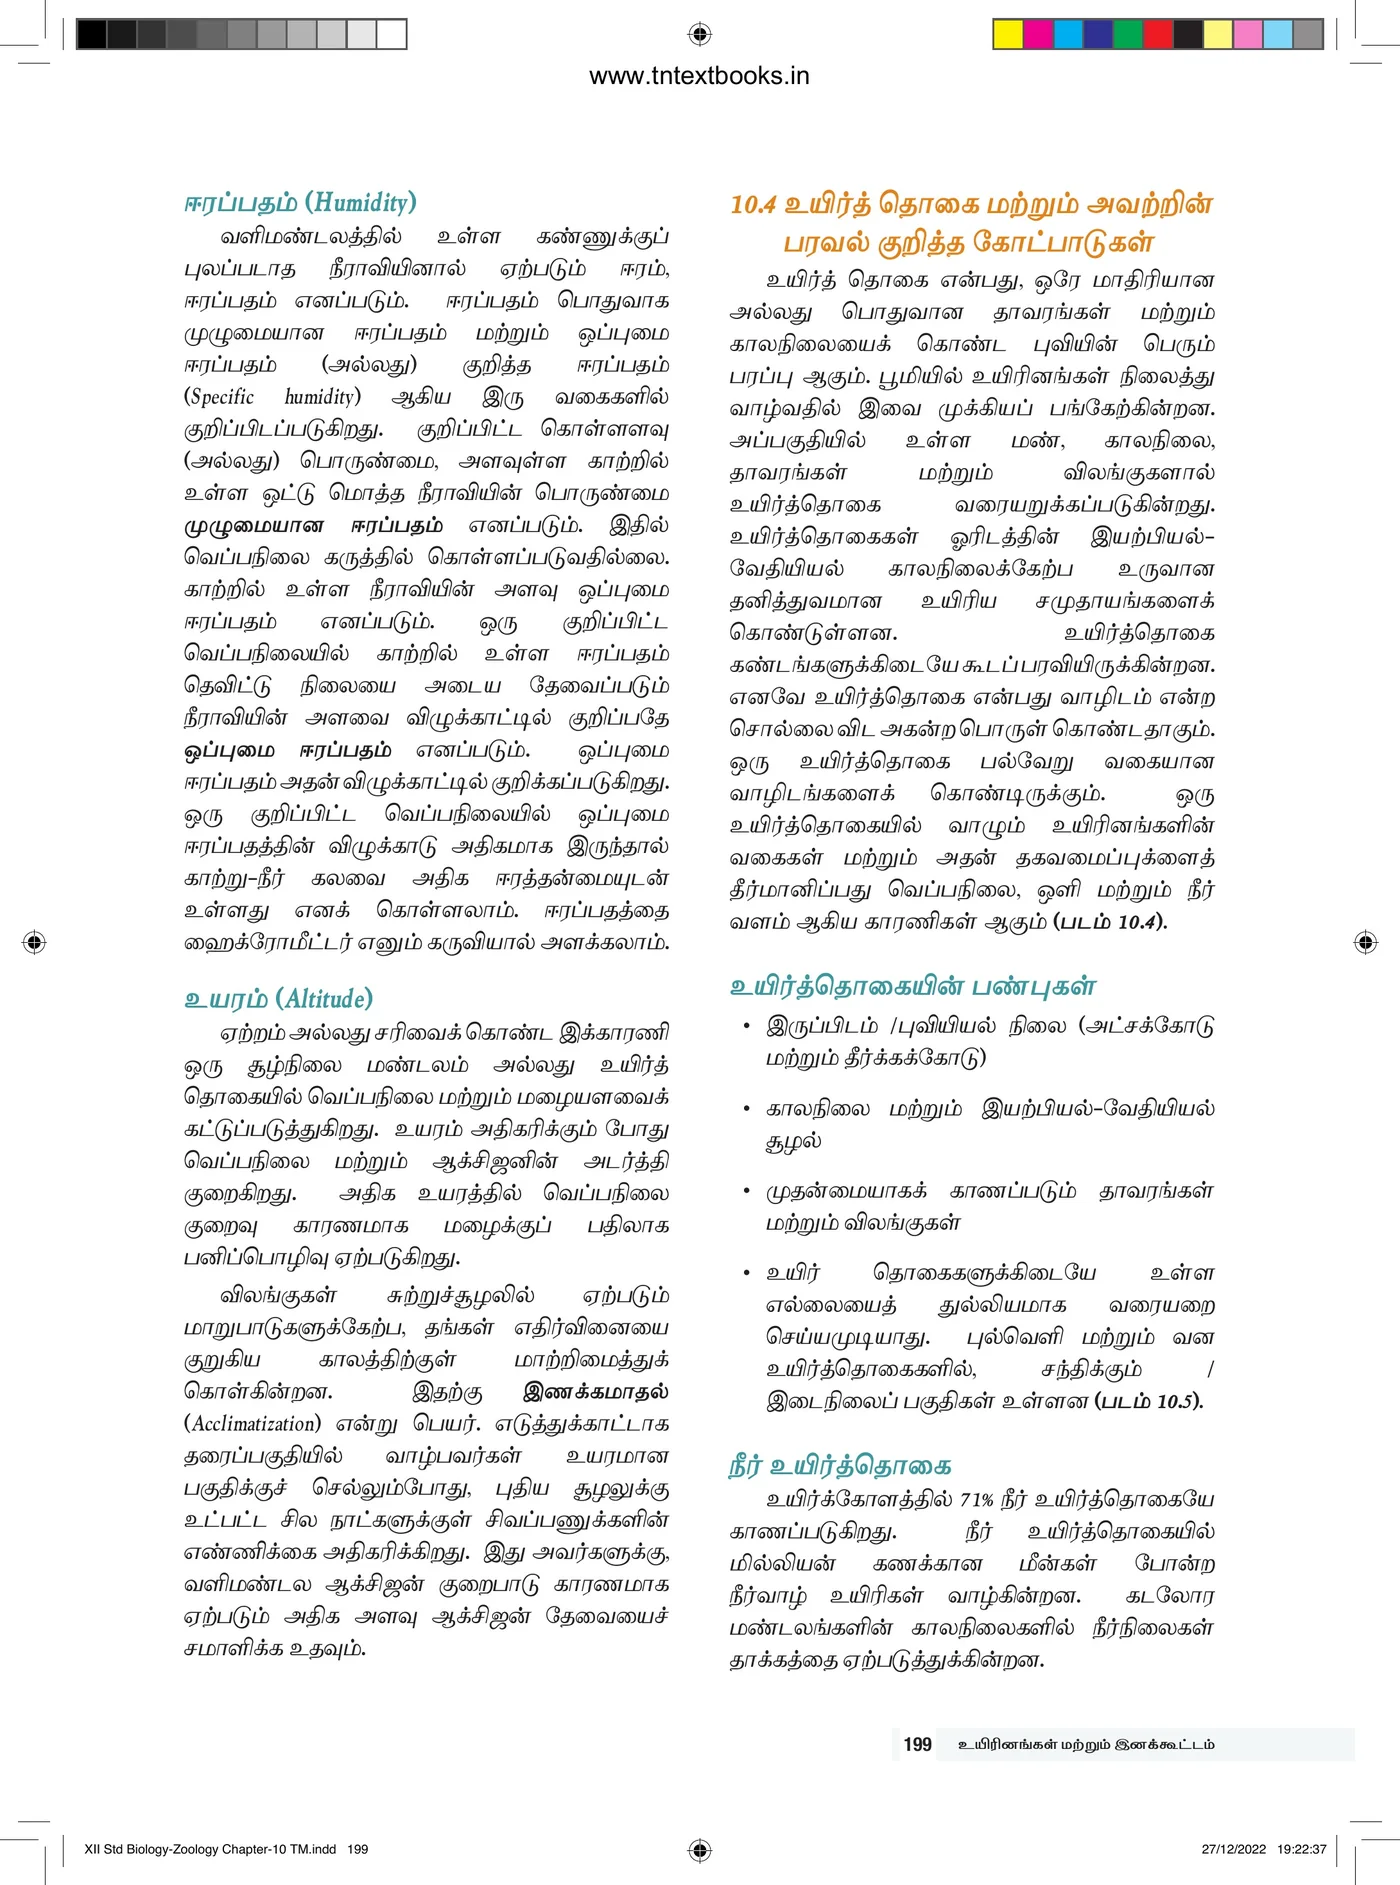 www.tntextbooks.in
ஈரப்பதம் (Humidity)
வளிமண்டலத்தில் உள்ள கண்ணுக்குப்
புலப்படாத நீராவியினால் ஏற்படும் ஈரம்,
ஈரப்பதம் எனப்படும். ஈரப்பதம் பொதுவாக
முழுமையான ஈரப்பதம் மற்றும் ஒப்புமை
ஈரப்பதம் (அல்லது) குறித்த ஈரப்பதம்
(Specific humidity) ஆகிய இரு வகைகளில்
குறிப்பிடப்படுகிறது. குறிப்பிட்ட கொள்ளளவு
(அல்லது) பொருண்மை, அளவுள்ள காற்றில்
உள்ள ஒட்டு மொத்த நீராவியின் பொருண்மை
முழுமையான ஈரப்பதம் எனப்படும். இதில்
வெப்பநிலை கருத்தில் கொள்ளப்படுவதில்லை.
காற்றில் உள்ள நீராவியின் அளவு ஒப்புமை
ஈரப்பதம் எனப்படும். ஒரு குறிப்பிட்ட
வெப்பநிலையில் காற்றில் உள்ள ஈரப்பதம்
தெவிட்டு நிலையை அடைய தேவைப்படும்
நீராவியின் அளவை விழுக்காட்டில் குறிப்பதே
ஒப்புமை ஈரப்பதம் எனப்படும். ஒப்புமை
ஈரப்பதம் அதன் விழுக்காட்டில் குறிக்கப்படுகிறது.
ஒரு குறிப்பிட்ட வெப்பநிலையில் ஒப்புமை
ஈரப்பதத்தின் விழுக்காடு அதிகமாக இருந்தால்
காற்று-நீர் கலவை அதிக ஈரத்தன்மையுடன்
உள்ளது எனக் கொள்ளலாம். ஈரப்பதத்தை
ஹைக்ரோமீட்டர் எனும் கருவியால் அளக்கலாம்.
உயரம் (Altitude)
ஏற்றம் அல்லது சரிவைக் கொண்ட இக்காரணி
ஒரு சூழ்நிலை மண்டலம் அல்லது உயிர்த்
தொகையில் வெப்பநிலை மற்றும் மழையளவைக்
கட்டுப்படுத்துகிறது. உயரம் அதிகரிக்கும் போது
வெப்பநிலை மற்றும் ஆக்சிஜனின் அடர்த்தி
குறைகிறது. அதிக உயரத்தில் வெப்பநிலை
குறைவு காரணமாக மழைக்குப் பதிலாக
பனிப்பொழிவு ஏற்படுகிறது.
விலங்குகள் சுற்றுச்சூழலில் ஏற்படும்
மாறுபாடுகளுக்கேற்ப, தங்கள் எதிர்வினையை
குறுகிய காலத்திற்குள் மாற்றிமைத்துக்
கொள்கின்றன. இதற்கு இணக்கமாதல்
(Acclimatization) என்று பெயர். எடுத்துக்காட்டாக
தரைப்பகுதியில் வாழ்பவர்கள் உயரமான
பகுதிக்குச் செல்லும்போது, புதிய சூழலுக்கு
உட்பட்ட சில நாட்களுக்குள் சிவப்பணுக்களின்
எண்ணிக்கை அதிகரிக்கிறது. இது அவர்களுக்கு,
வளிமண்டல ஆக்சிஜன் குறைபாடு காரணமாக
ஏற்படும் அதிக அளவு ஆக்சிஜன் தேவையைச்
சமாளிக்க உதவும்.
10.4 உயிர்த் தொகை மற்றும் அவற்றின்
பரவல் குறித்த கோட்பாடுகள்
உயிர்த் தொகை என்பது, ஒரே மாதிரியான
அல்லது பொதுவான தாவரங்கள் மற்றும்
காலநிலையைக் கொண்ட புவியின் பெரும்
பரப்பு ஆகும். பூமியில் உயிரினங்கள் நிலைத்து
வாழ்வதில் இவை முக்கியப் பங்கேற்கின்றன.
அப்பகுதியில் உள்ள மண், காலநிலை,
தாவரங்கள் மற்றும் விலங்குகளால்
உயிர்த்தொகை வரையறுக்கப்படுகின்றது.
உயிர்த்தொகைகள் ஓரிடத்தின் இயற்பியல்-
வேதியியல் காலநிலைக்கேற்ப உருவான
தனித்துவமான உயிரிய சமுதாயங்களைக்
கொண்டுள்ளன. உயிர்த்தொகை
கண்டங்களுக்கிடையே கூடப் பரவியிருக்கின்றன.
எனவே உயிர்த்தொகை என்பது வாழிடம் என்ற
சொல்லை விட அகன்ற பொருள் கொண்டதாகும்.
ஒரு உயிர்த்தொகை பல்வேறு வகையான
வாழிடங்களைக் கொண்டிருக்கும். ஒரு
உயிர்த்தொகையில் வாழும் உயிரினங்களின்
வகைகள் மற்றும் அதன் தகவமைப்புக்ளைத்
தீர்மானிப்பது வெப்பநிலை, ஒளி மற்றும் நீர்
வளம் ஆகிய காரணிகள் ஆகும் (படம் 10.4).
உயிர்த்தொகையின் பண்புகள்
• இருப்பிடம் /புவியியல் நிலை (அட்சக்கோடு
மற்றும் தீர்க்கக்கோடு)
• காலநிலை மற்றும் இயற்பியல்-வேதியியல்
சூழல்
• முதன்மையாகக் காணப்படும் தாவரங்கள்
மற்றும் விலங்குகள்
• உயிர் தொகைகளுக்கிடையே உள்ள
எல்லையைத் துல்லியமாக வரையறை
செய்யமுடியாது. புல்வெளி மற்றும் வன
உயிர்த்தொகைகளில், சந்திக்கும் /
இடைநிலைப் பகுதிகள் உள்ளன (படம் 10.5).
நீர் உயிர்த்தொகை
உயிர்க்கோளத்தில் 71% நீர் உயிர்த்தொகையே
காணப்படுகிறது. நீர் உயிர்த்தொகையில்
மில்லியன் கணக்கான மீன்கள் போன்ற
நீர்வாழ் உயிரிகள் வாழ்கின்றன. கடலோர
மண்டலங்களின் காலநிலைகளில் நீர்நிலைகள்
தாக்கத்தை ஏற்படுத்துக்கின்றன.
199 உயிரினங்கள் மற்றும் இனக்கூட்டம்
XII Std Biology-Zoology Chapter-10 TM.indd 199 27/12/2022 19:22:37